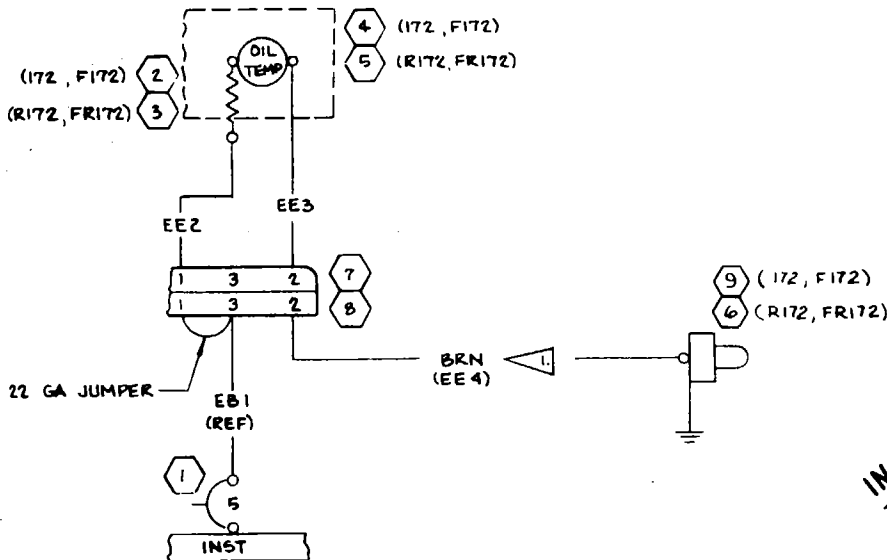 4 (172, F172)
OIL TEMP
5 (R172, FR172)
(172, F172) 2
(R172, FR172) 3
EE2
EE3
1 3 2
7
1 3 2
8
9 (172, F172)
6 (R172, FR172)
BRN
(EE4)
1.
22 GA JUMPER
EB1
(REF)
1
5
INST